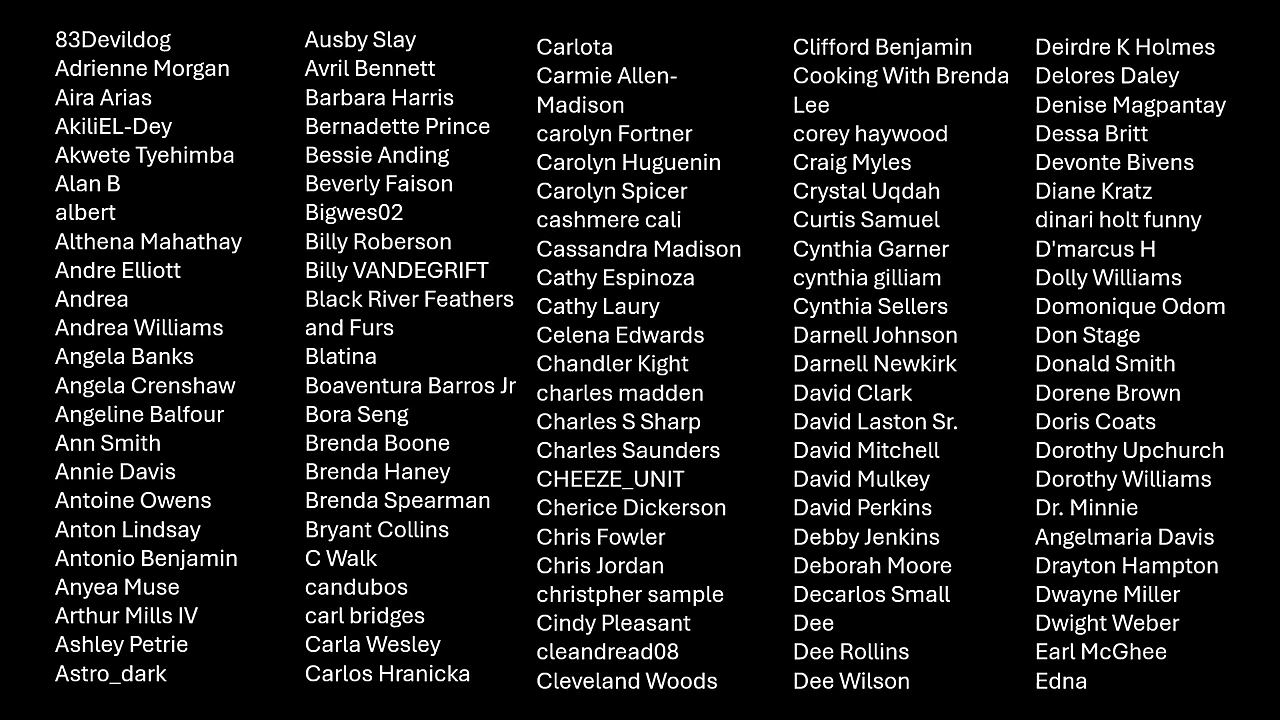 83Devildog
Adrienne Morgan
Aira Arias
AkiliEL-Dey
Akwete Tyehimba
Alan B
albert
Althena Mahathay
Andre Elliott
Andrea
Andrea Williams
Angela Banks
Angela Crenshaw
Angeline Balfour
Ann Smith
Annie Davis
Antoine Owens
Anton Lindsay
Antonio Benjamin
Anyea Muse
Arthur Mills IV
Ashley Petrie
Astro_dark
Ausby Slay
Avril Bennett
Barbara Harris
Bernadette Prince
Bessie Anding
Beverly Faison
Bigwes02
Billy Roberson
Billy VANDEGRIFT
Black River Feathers
and Furs
Blatina
Boaventura Barros Jr
Bora Seng
Brenda Boone
Brenda Haney
Brenda Spearman
Bryant Collins
C Walk
candubos
carl bridges
Carla Wesley
Carlos Hranicka
Carlota
Carmie Allen-
Madison
carolyn Fortner
Carolyn Huguenin
Carolyn Spicer
cashmere cali
Cassandra Madison
Cathy Espinoza
Cathy Laury
Celena Edwards
Chandler Kight
charles madden
Charles S Sharp
Charles Saunders
CHEEZE_UNIT
Cherice Dickerson
Chris Fowler
Chris Jordan
christpher sample
Cindy Pleasant
cleandread08
Cleveland Woods
Clifford Benjamin
Cooking With Brenda
Lee
corey haywood
Craig Myles
Crystal Uqdah
Curtis Samuel
Cynthia Garner
cynthia gilliam
Cynthia Sellers
Darnell Johnson
Darnell Newkirk
David Clark
David Laston Sr.
David Mitchell
David Mulkey
David Perkins
Debby Jenkins
Deborah Moore
Decarlos Small
Dee
Dee Rollins
Dee Wilson
Deirdre K Holmes
Delores Daley
Denise Magpantay
Dessa Britt
Devonte Bivens
Diane Kratz
dinari holt funny
D'marcus H
Dolly Williams
Domonique Odom
Don Stage
Donald Smith
Dorene Brown
Doris Coats
Dorothy Upchurch
Dorothy Williams
Dr. Minnie
Angelmaria Davis
Drayton Hampton
Dwayne Miller
Dwight Weber
Earl McGhee
Edna